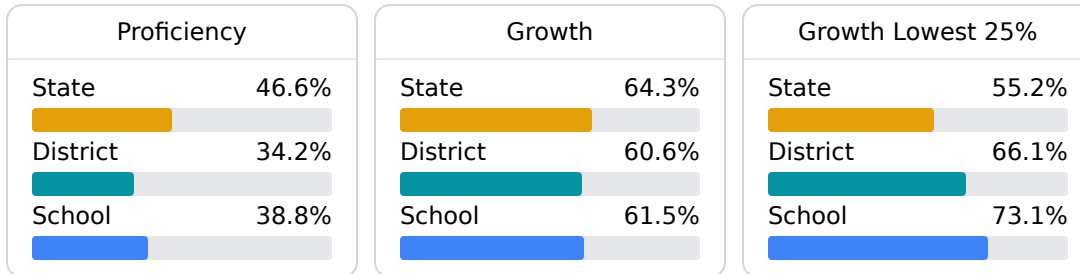 Proficiency
State 46.6%
District 34.2%
School 38.8%
Growth
State 64.3%
District 60.6%
School 61.5%
Growth Lowest 25%
State 55.2%
District 66.1%
School 73.1%